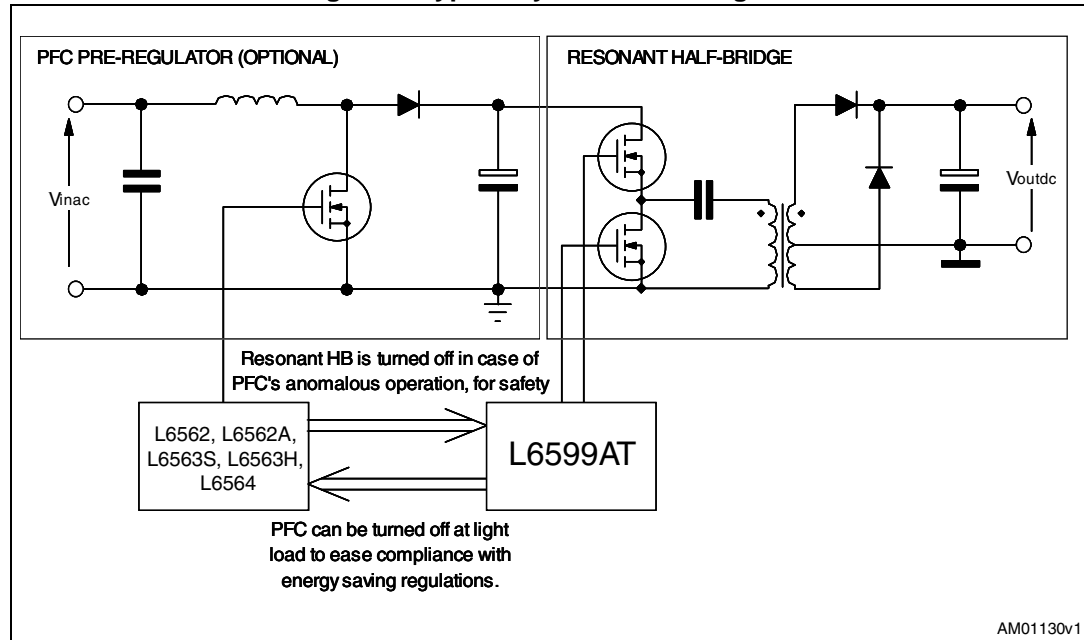 PFC PRE-REGULATOR (OPTIONAL)
RESONANT HALF-BRIDGE
Vinac
Voutdc
Resonant HB is turned off in case of
PFC's anomalous operation, for safety
L6562, L6562A,
L6563S, L6563H,
L6564
L6599AT
PFC can be turned off at light
load to ease compliance with
energy saving regulations.
AM01130v1